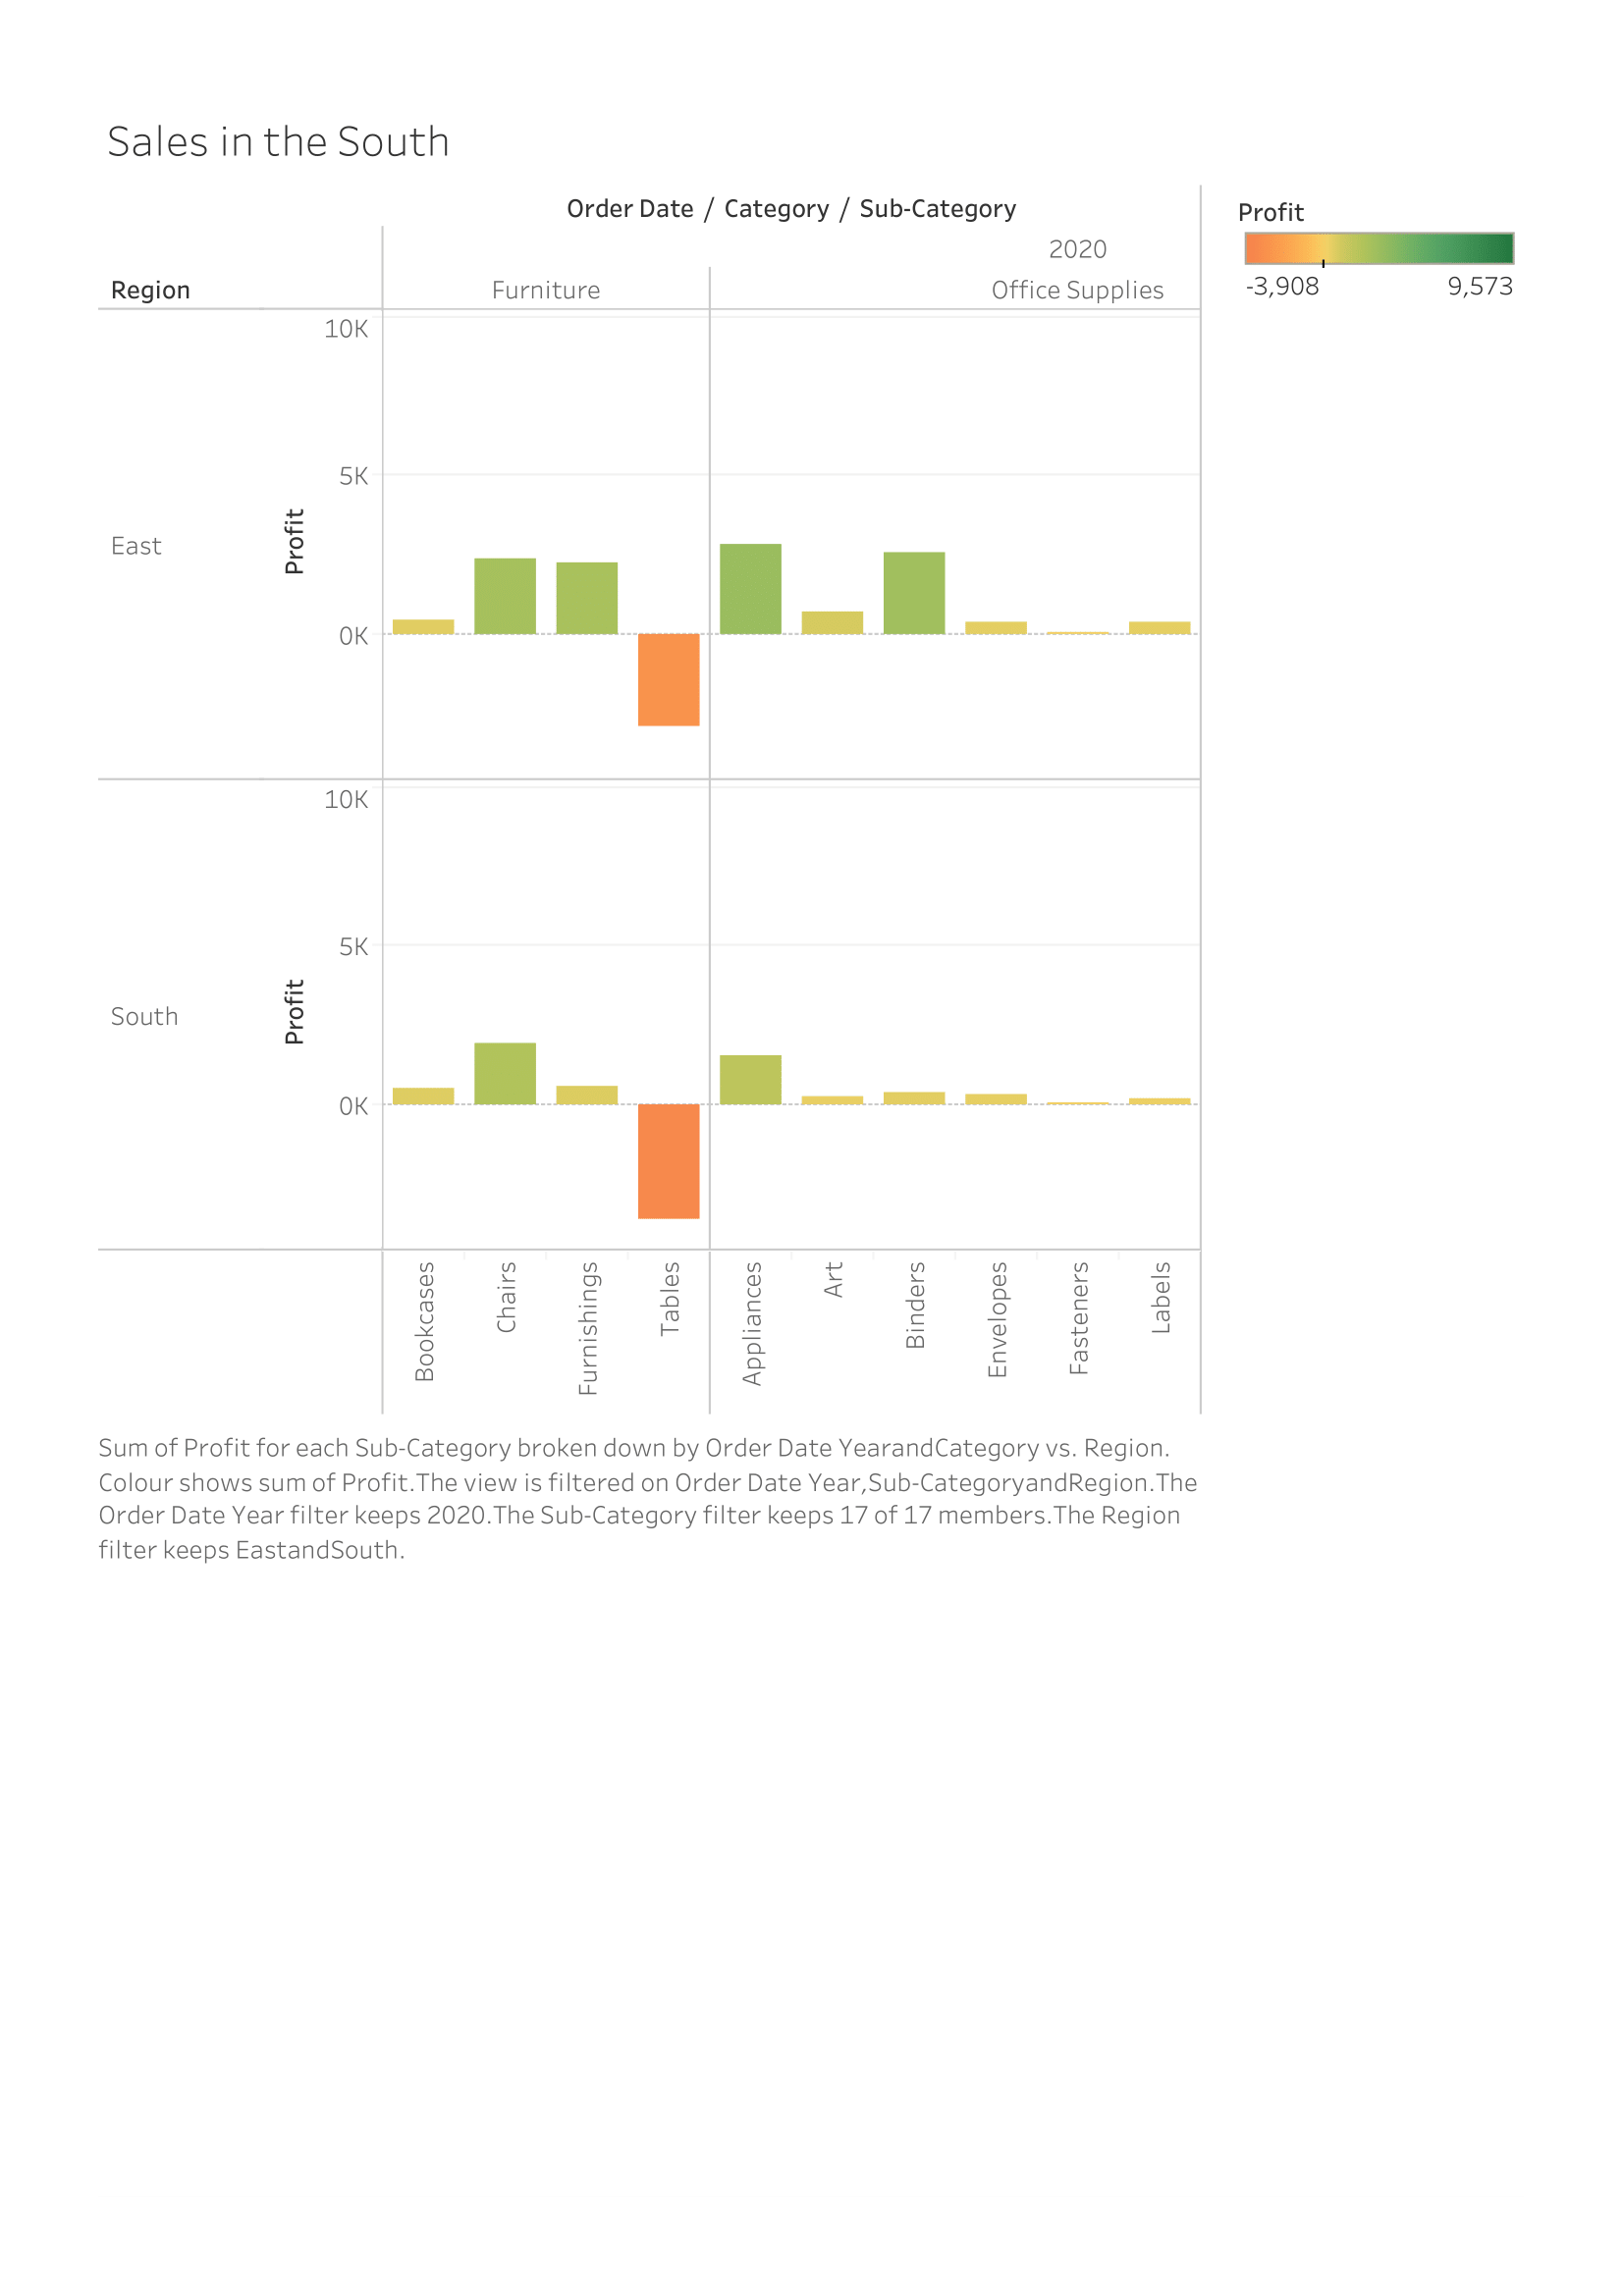 Sales in the South
Order Date / Category / Sub-Category
Profit
2020
-3,908 9,573
Region
Furniture
Office Supplies
10K
5K
0K
Profit
East
10K
5K
0K
Profit
South
Bookcases
Chairs
Furnishings
Tables
Appliances
Art
Binders
Envelopes
Fasteners
Labels
Sum of Profit for each Sub-Category broken down by Order Date YearandCategory vs. Region.
Colour shows sum of Profit.The view is filtered on Order Date Year,Sub-CategoryandRegion.The
Order Date Year filter keeps 2020.The Sub-Category filter keeps 17 of 17 members.The Region
filter keeps EastandSouth.